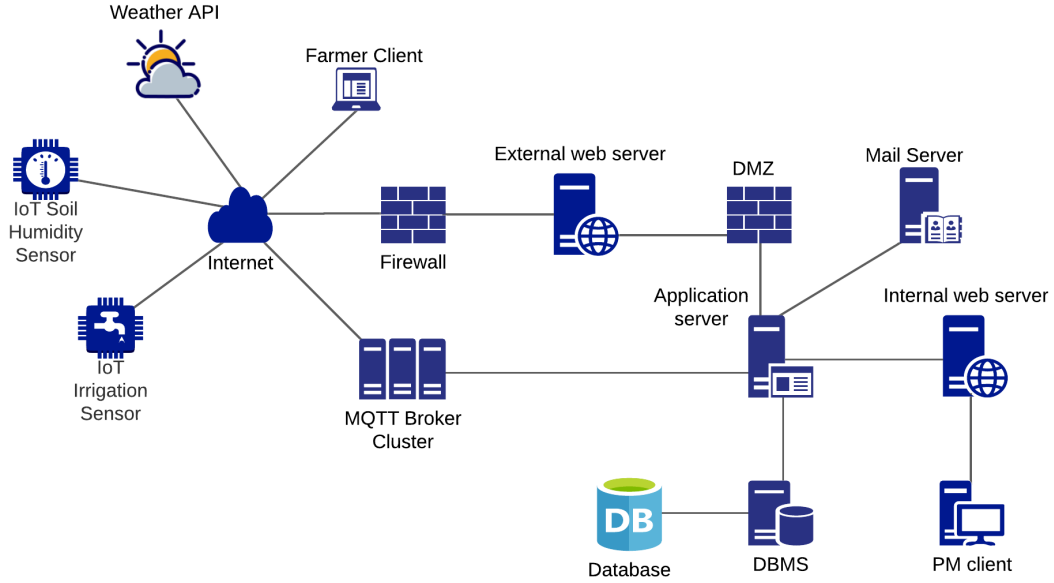 Weather API
Farmer Client
External web server
DMZ
Mail Server
IoT Soil
Humidity
Sensor
Internet
Firewall
Application
server
Internal web server
IoT
Irrigation
Sensor
MQTT Broker
Cluster
DB
Database
DBMS
PM client